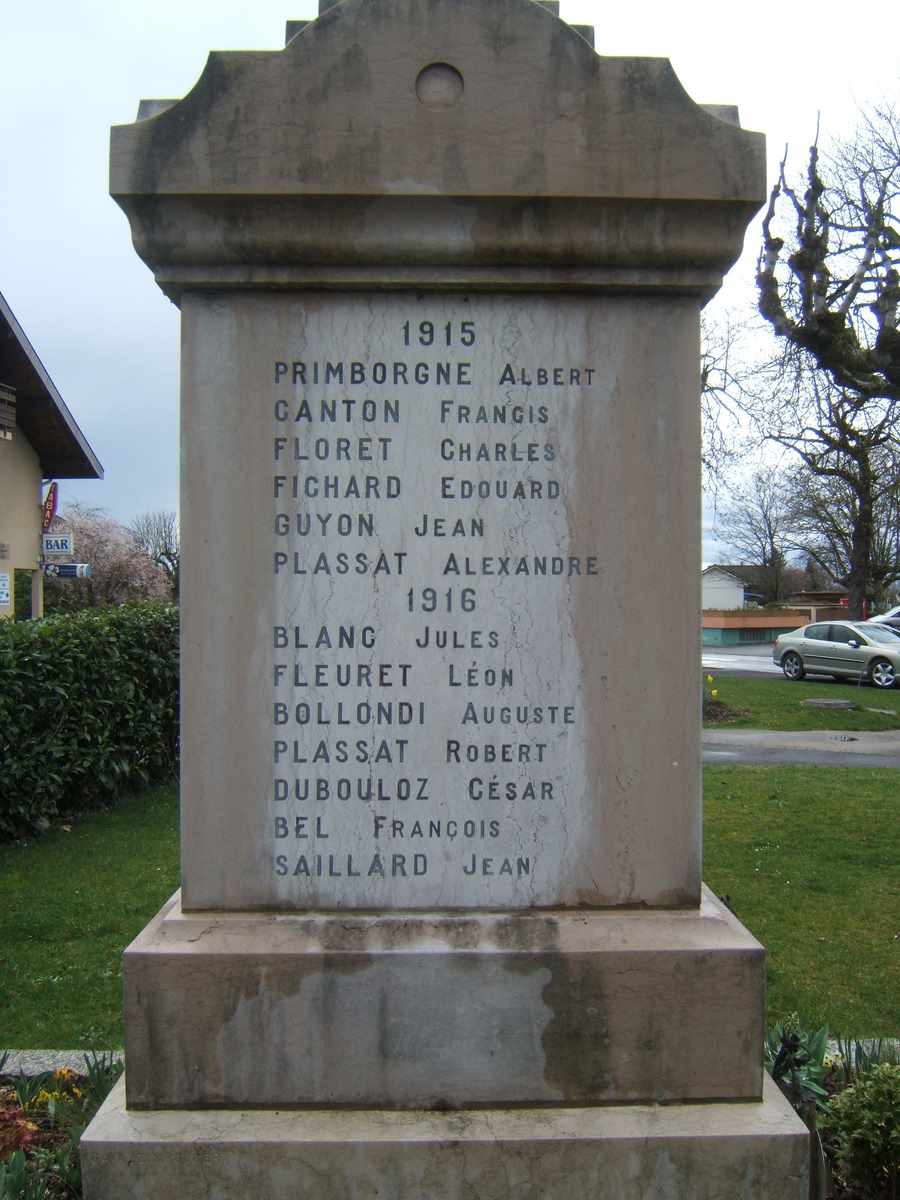 1915
PRIMBORGNE ALBERT
CANTON FRANCIS
FLORET CHARLES
FICHARD EDOUARD
GUYON JEAN
PLASSAT ALEXANDRE
1916
BLANC JULES
FLEURET LÉON
BOLLONDI AUGUSTE
PLASSAT ROBERT
DUBOULOZ CÉSAR
BEL FRANÇOIS
SAILLARD JEAN
TABAC
BAR